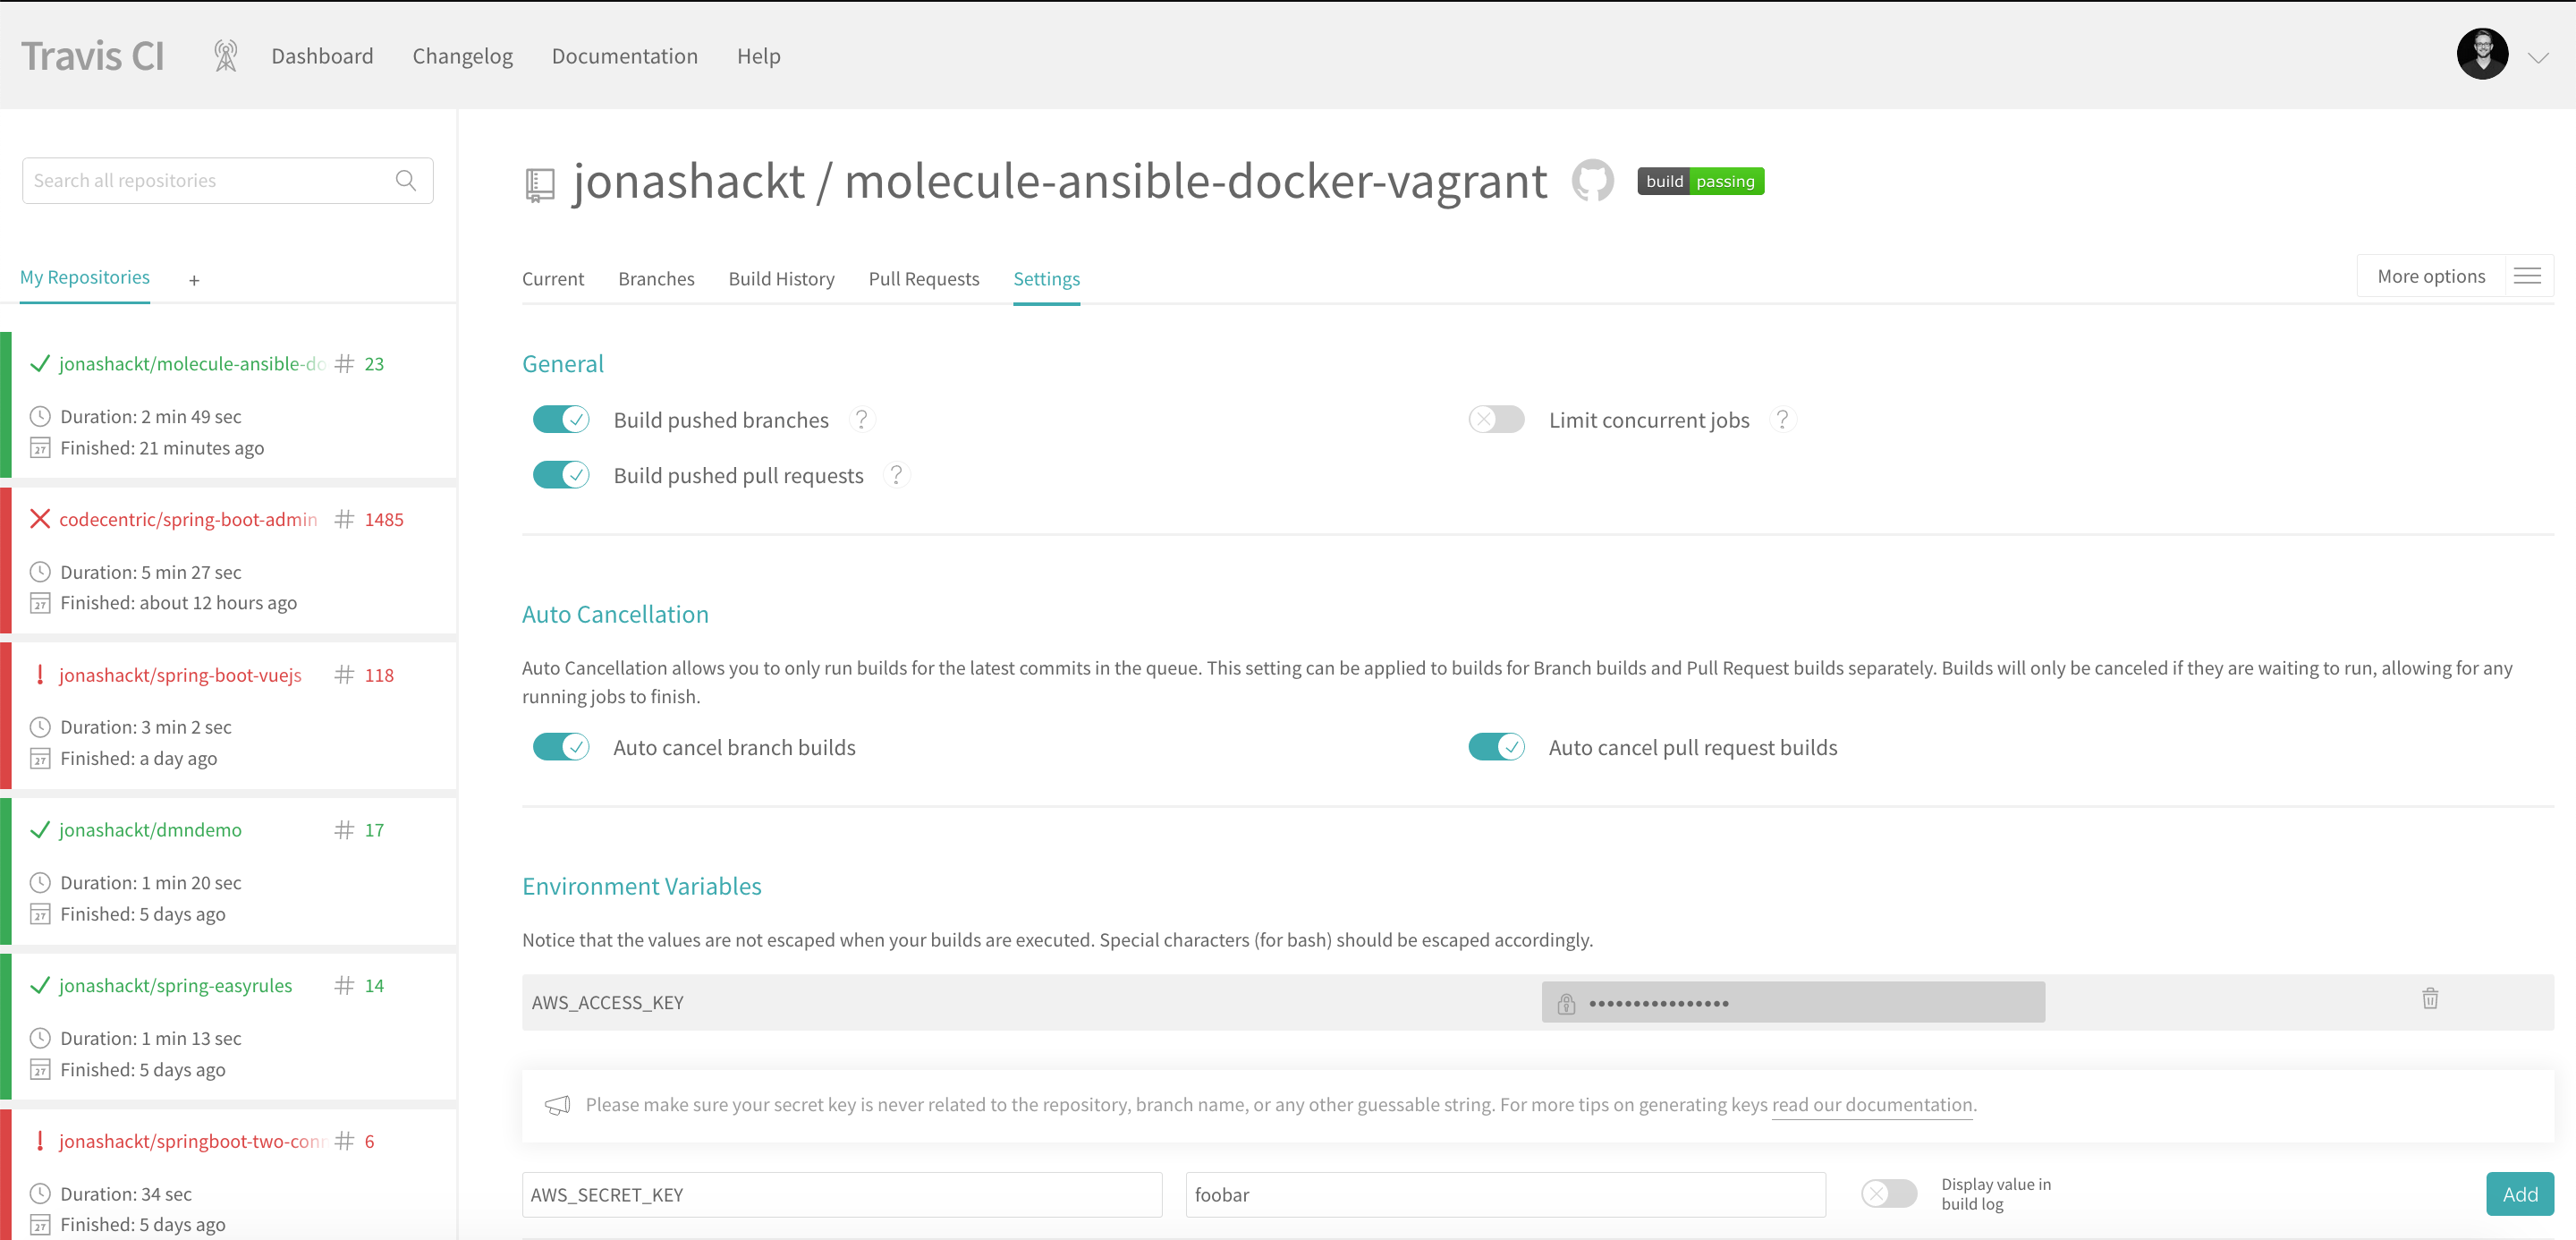 Travis CI
Dashboard
Changelog
Documentation
Help
Search all repositories
My Repositories
+
jonashackt/molecule-ansible-do
# 23
Duration: 2 min 49 sec
27 Finished: 21 minutes ago
codecentric/spring-boot-admin
# 1485
Duration: 5 min 27 sec
27 Finished: about 12 hours ago
! jonashackt/spring-boot-vuejs
# 118
Duration: 3 min 2 sec
27 Finished: a day ago
jonashackt/dmndemo
# 17
Duration: 1 min 20 sec
27 Finished: 5 days ago
jonashackt/spring-easyrules
# 14
Duration: 1 min 13 sec
27 Finished: 5 days ago
! jonashackt/springboot-two-conn
# 6
Duration: 34 sec
27 Finished: 5 days ago
jonashackt / molecule-ansible-docker-vagrant
build passing
Current
Branches
Build History
Pull Requests
Settings
More options
General
Build pushed branches ?
Limit concurrent jobs ?
Build pushed pull requests ?
Auto Cancellation
Auto Cancellation allows you to only run builds for the latest commits in the queue. This setting can be applied to builds for Branch builds and Pull Request builds separately. Builds will only be canceled if they are waiting to run, allowing for any
running jobs to finish.
Auto cancel branch builds
Auto cancel pull request builds
Environment Variables
Notice that the values are not escaped when your builds are executed. Special characters (for bash) should be escaped accordingly.
AWS_ACCESS_KEY
••••••••••••••••
Please make sure your secret key is never related to the repository, branch name, or any other guessable string. For more tips on generating keys read our documentation.
AWS_SECRET_KEY
foobar
Display value in
build log
Add